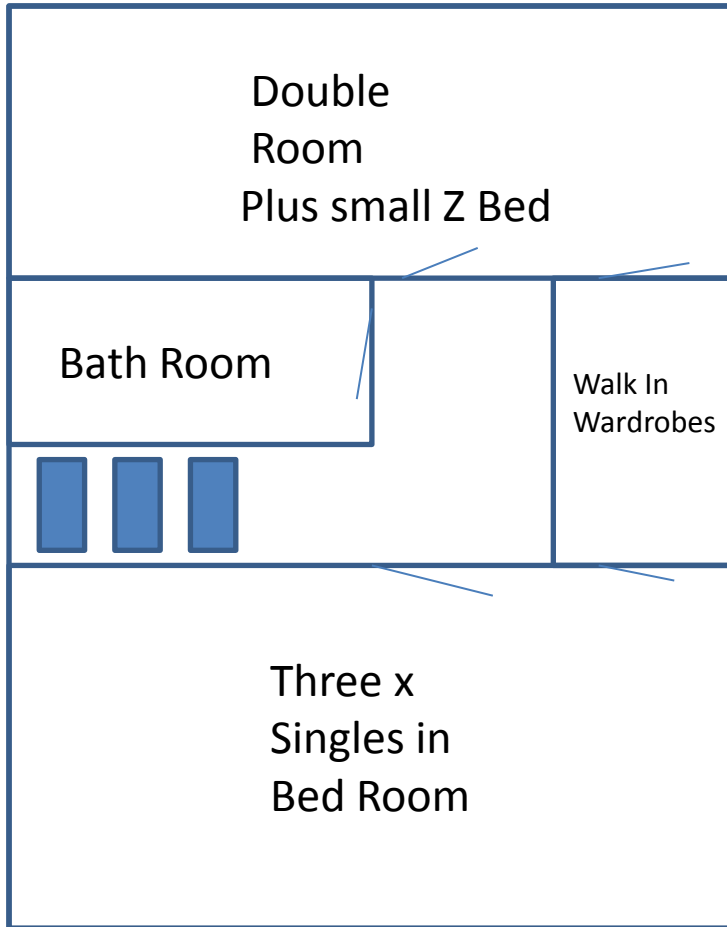 Double
Room
Plus small Z Bed
Bath Room
Walk In
Wardrobes
Three x
Singles in
Bed Room